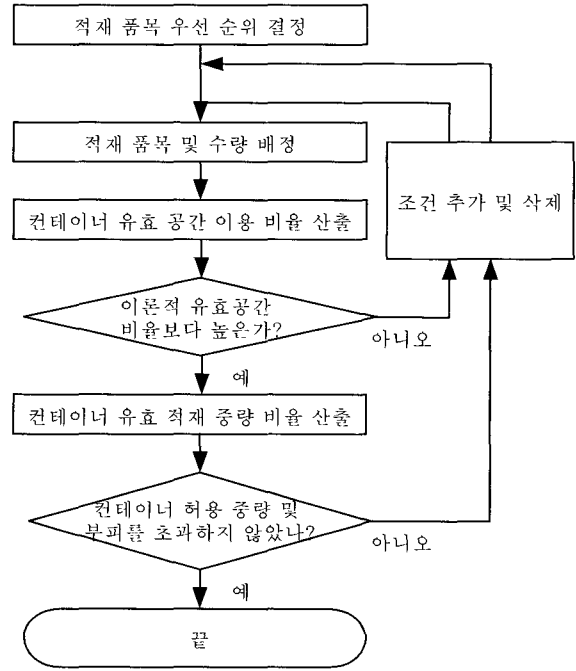 적재 품목 우선 순위 결정
적재 품목 및 수량 배정
조건 추가 및 삭제
컨테이너 유효 공간 이용 비율 산출
이론적 유효공간
비율보다 높은가?
아니오
예
컨테이너 유효 적재 중량 비율 산출
컨테이너 허용 중량 및
부피를 초과하지 않았나?
아니오
예
끝